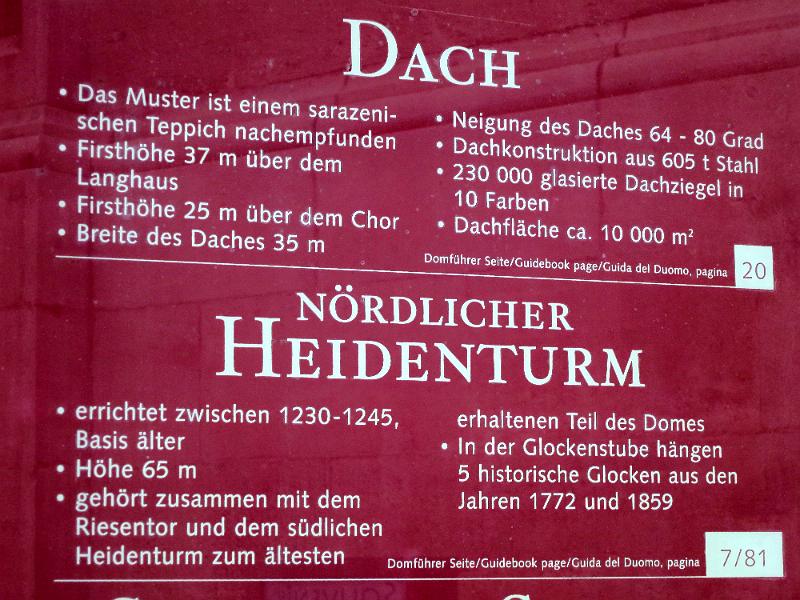 DACH
• Das Muster ist einem sarazeni-
schen Teppich nachempfunden
• Firsthöhe 37 m über dem
Langhaus
• Firsthöhe 25 m über dem Chor
• Breite des Daches 35 m
• Neigung des Daches 64 - 80 Grad
• Dachkonstruktion aus 605 t Stahl
• 230 000 glasierte Dachziegel in
10 Farben
• Dachfläche ca. 10 000 m²
Domführer Seite/Guidebook page/Guida del Duomo, pagina 20
NÖRDLICHER
HEIDENTURM
• errichtet zwischen 1230-1245,
Basis älter
• Höhe 65 m
• gehört zusammen mit dem
Riesentor und dem südlichen
Heidenturm zum ältesten
erhaltenen Teil des Domes
• In der Glockenstube hängen
5 historische Glocken aus den
Jahren 1772 und 1859
Domführer Seite/Guidebook page/Guida del Duomo, pagina 7/81